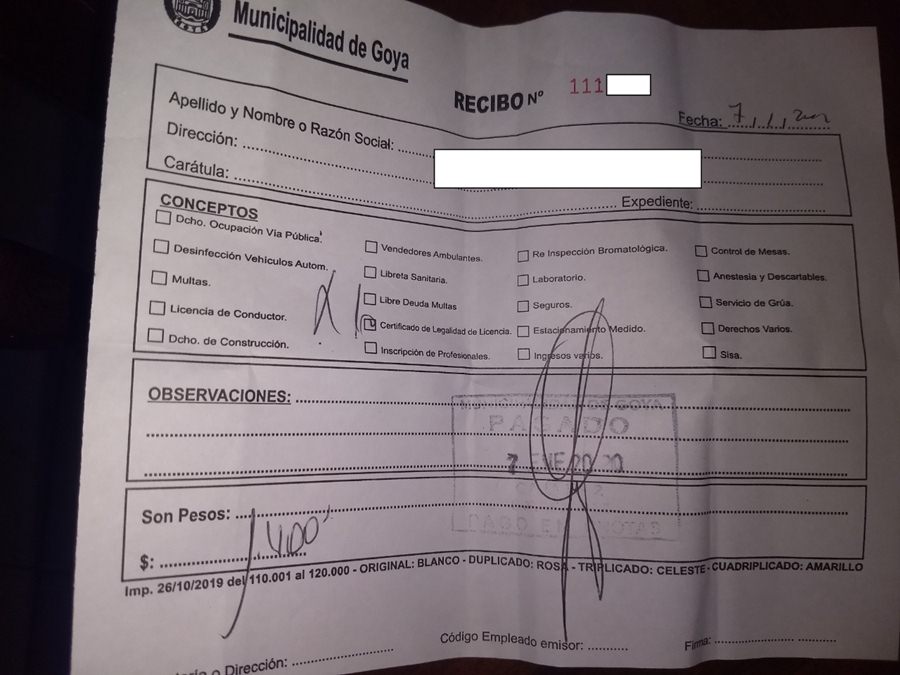 Municipalidad de Goya
RECIBO Nº 111
Fecha: 7/1/20
Apellido y Nombre o Razón Social:
Dirección:
Carátula:
Expediente:
CONCEPTOS
Dcho. Ocupación Vía Pública.
Desinfección Vehículos Autom.
Multas.
Licencia de Conductor.
Dcho. de Construcción.
Vendedores Ambulantes.
Libreta Sanitaria.
Libre Deuda Multas
Certificado de Legalidad de Licencia.
Inscripción de Profesionales.
Re Inspección Bromatológica.
Laboratorio.
Seguros.
Estacionamiento Medido.
Ingresos varios.
Control de Mesas.
Anestesia y Descartables.
Servicio de Grúa.
Derechos Varios.
Sisa.
OBSERVACIONES:
PAGADO
7 ENE 2020
Son Pesos:
$:
Imp. 26/10/2019 del 110.001 al 120.000 - ORIGINAL: BLANCO - DUPLICADO: ROSA - TRIPLICADO: CELESTE - CUADRIPLICADO: AMARILLO
o Dirección:
Código Empleado emisor:
Firma: